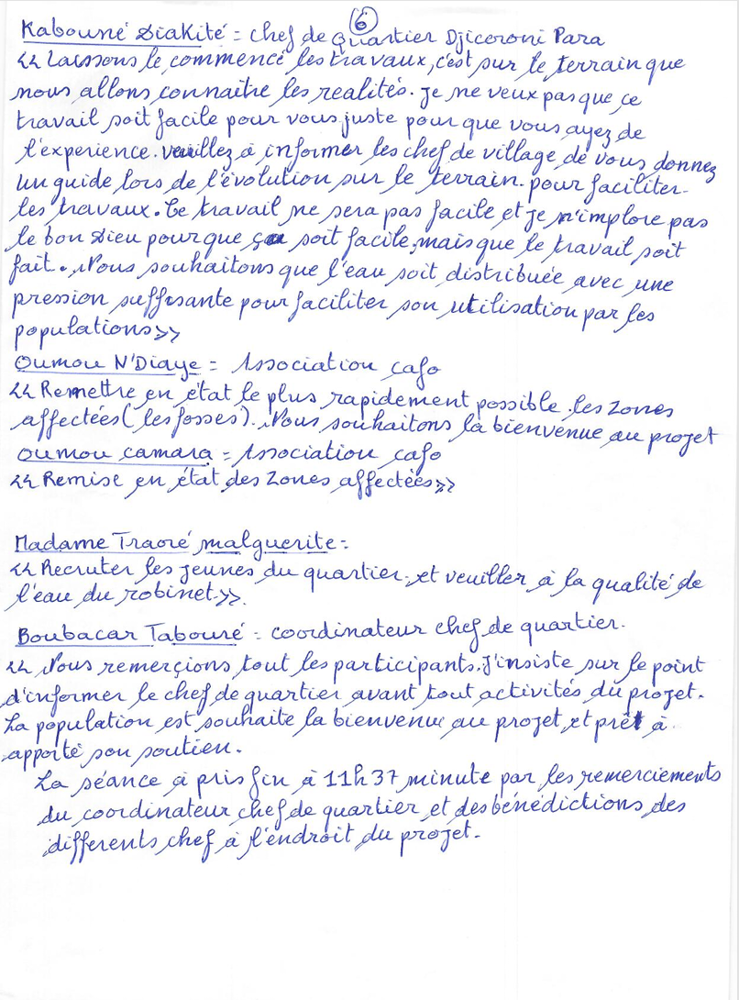 6
Kabouné Diakité = chef de quartier Djiceroni Para
<< Laissons le commencé les travaux, c'est sur le terrain que
nous allons connaitre les realités. Je ne veux pas que ce
travail soit facile pour vous juste pour que vous ayez de
l'experience. veuillez à informer les chef de village de vous donnez
un guide lors de l'évolution sur le terrain. pour faciliter
les travaux. Ce travail ne sera pas facile et je n'implore pas
le bon Dieu pour que ça soit facile, mais que le travail soit
fait. Nous souhaitons que l'eau soit distribuée avec une
pression suffisante pour faciliter son utilisation par les
populations >>
Oumou N'Diaye = Association cafo
<< Remettre en état le plus rapidement possible les Zones
affectées (les fosses). Nous souhaitons la bienvenue au projet
oumou camara = Association cafo
<< Remise en état des Zones affectées >>
Madame Traoré malguerite =
<< Recruter les jeunes du quartier et veuiller à la qualité de
l'eau du robinet >>.
Boubacar Tabouré = coordinateur chef de quartier.
<< Nous remerçions tout les participants. J'insiste sur le point
d'informer le chef de quartier avant tout activités du projet.
La population est souhaite la bienvenue au projet et prêt à
apporté son soutien.
La séance à pris fin à 11h 37 minute par les remerciements
du coordinateur chef de quartier et des bénédictions des
differents chef à l'endroit du projet.